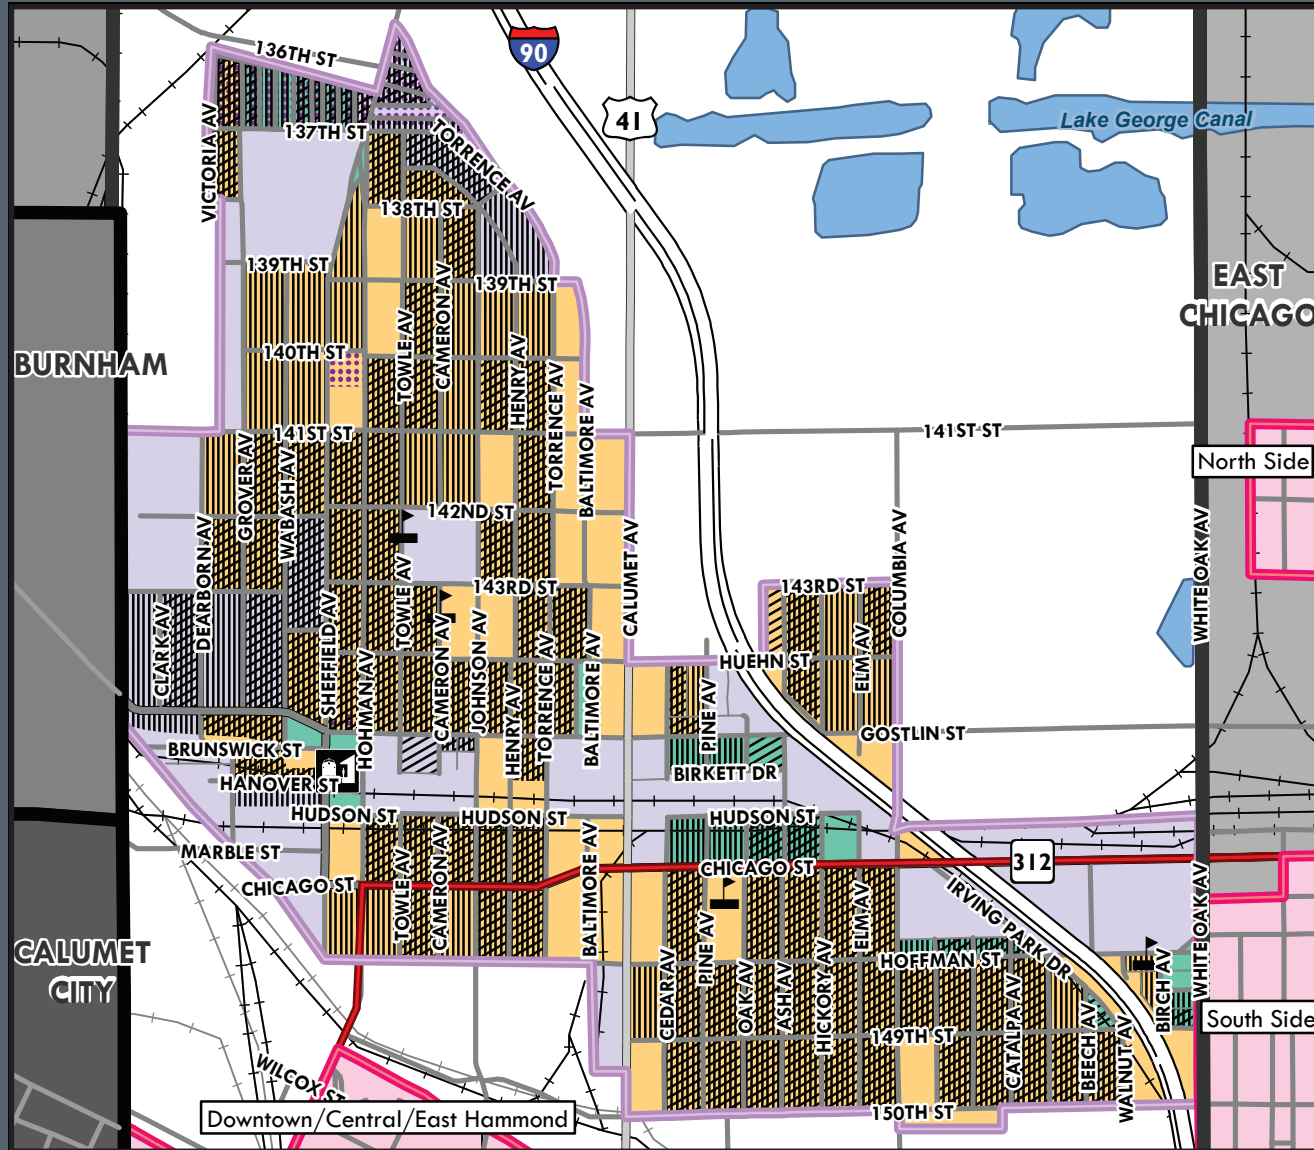 136TH ST
90
41
Lake George Canal
137TH ST
TORRENCE AV
VICTORIA AV
138TH ST
139TH ST
139TH ST
EAST
CHICAGO
BURNHAM
140TH ST
TOWLE AV
CAMERON AV
HENRY AV
TORRENCE AV
BALTIMORE AV
141ST ST
141ST ST
North Side
GROVER AV
WABASH AV
DEARBORN AV
142ND ST
CALUMET AV
COLUMBIA AV
WHITE OAK AV
TOWLE AV
143RD ST
143RD ST
CLARK AV
SHEFFIELD AV
HOHMAN AV
CAMERON AV
JOHNSON AV
HENRY AV
TORRENCE AV
BALTIMORE AV
HUEHN ST
ELM AV
PINE AV
GOSTLIN ST
BRUNSWICK ST
BIRKETT DR
HANOVER ST
HUDSON ST
HUDSON ST
HUDSON ST
MARBLE ST
CHICAGO ST
CHICAGO ST
312
TOWLE AV
CAMERON AV
BALTIMORE AV
IRVING PARK DR
WHITE OAK AV
CALUMET
CITY
CEDAR AV
PINE AV
OAK AV
ASH AV
HICKORY AV
ELM AV
HOFFMAN ST
CATALPA AV
BEECH AV
WALNUT AV
BIRCH AV
149TH ST
South Side
WILCOX ST
Downtown/Central/East Hammond
150TH ST